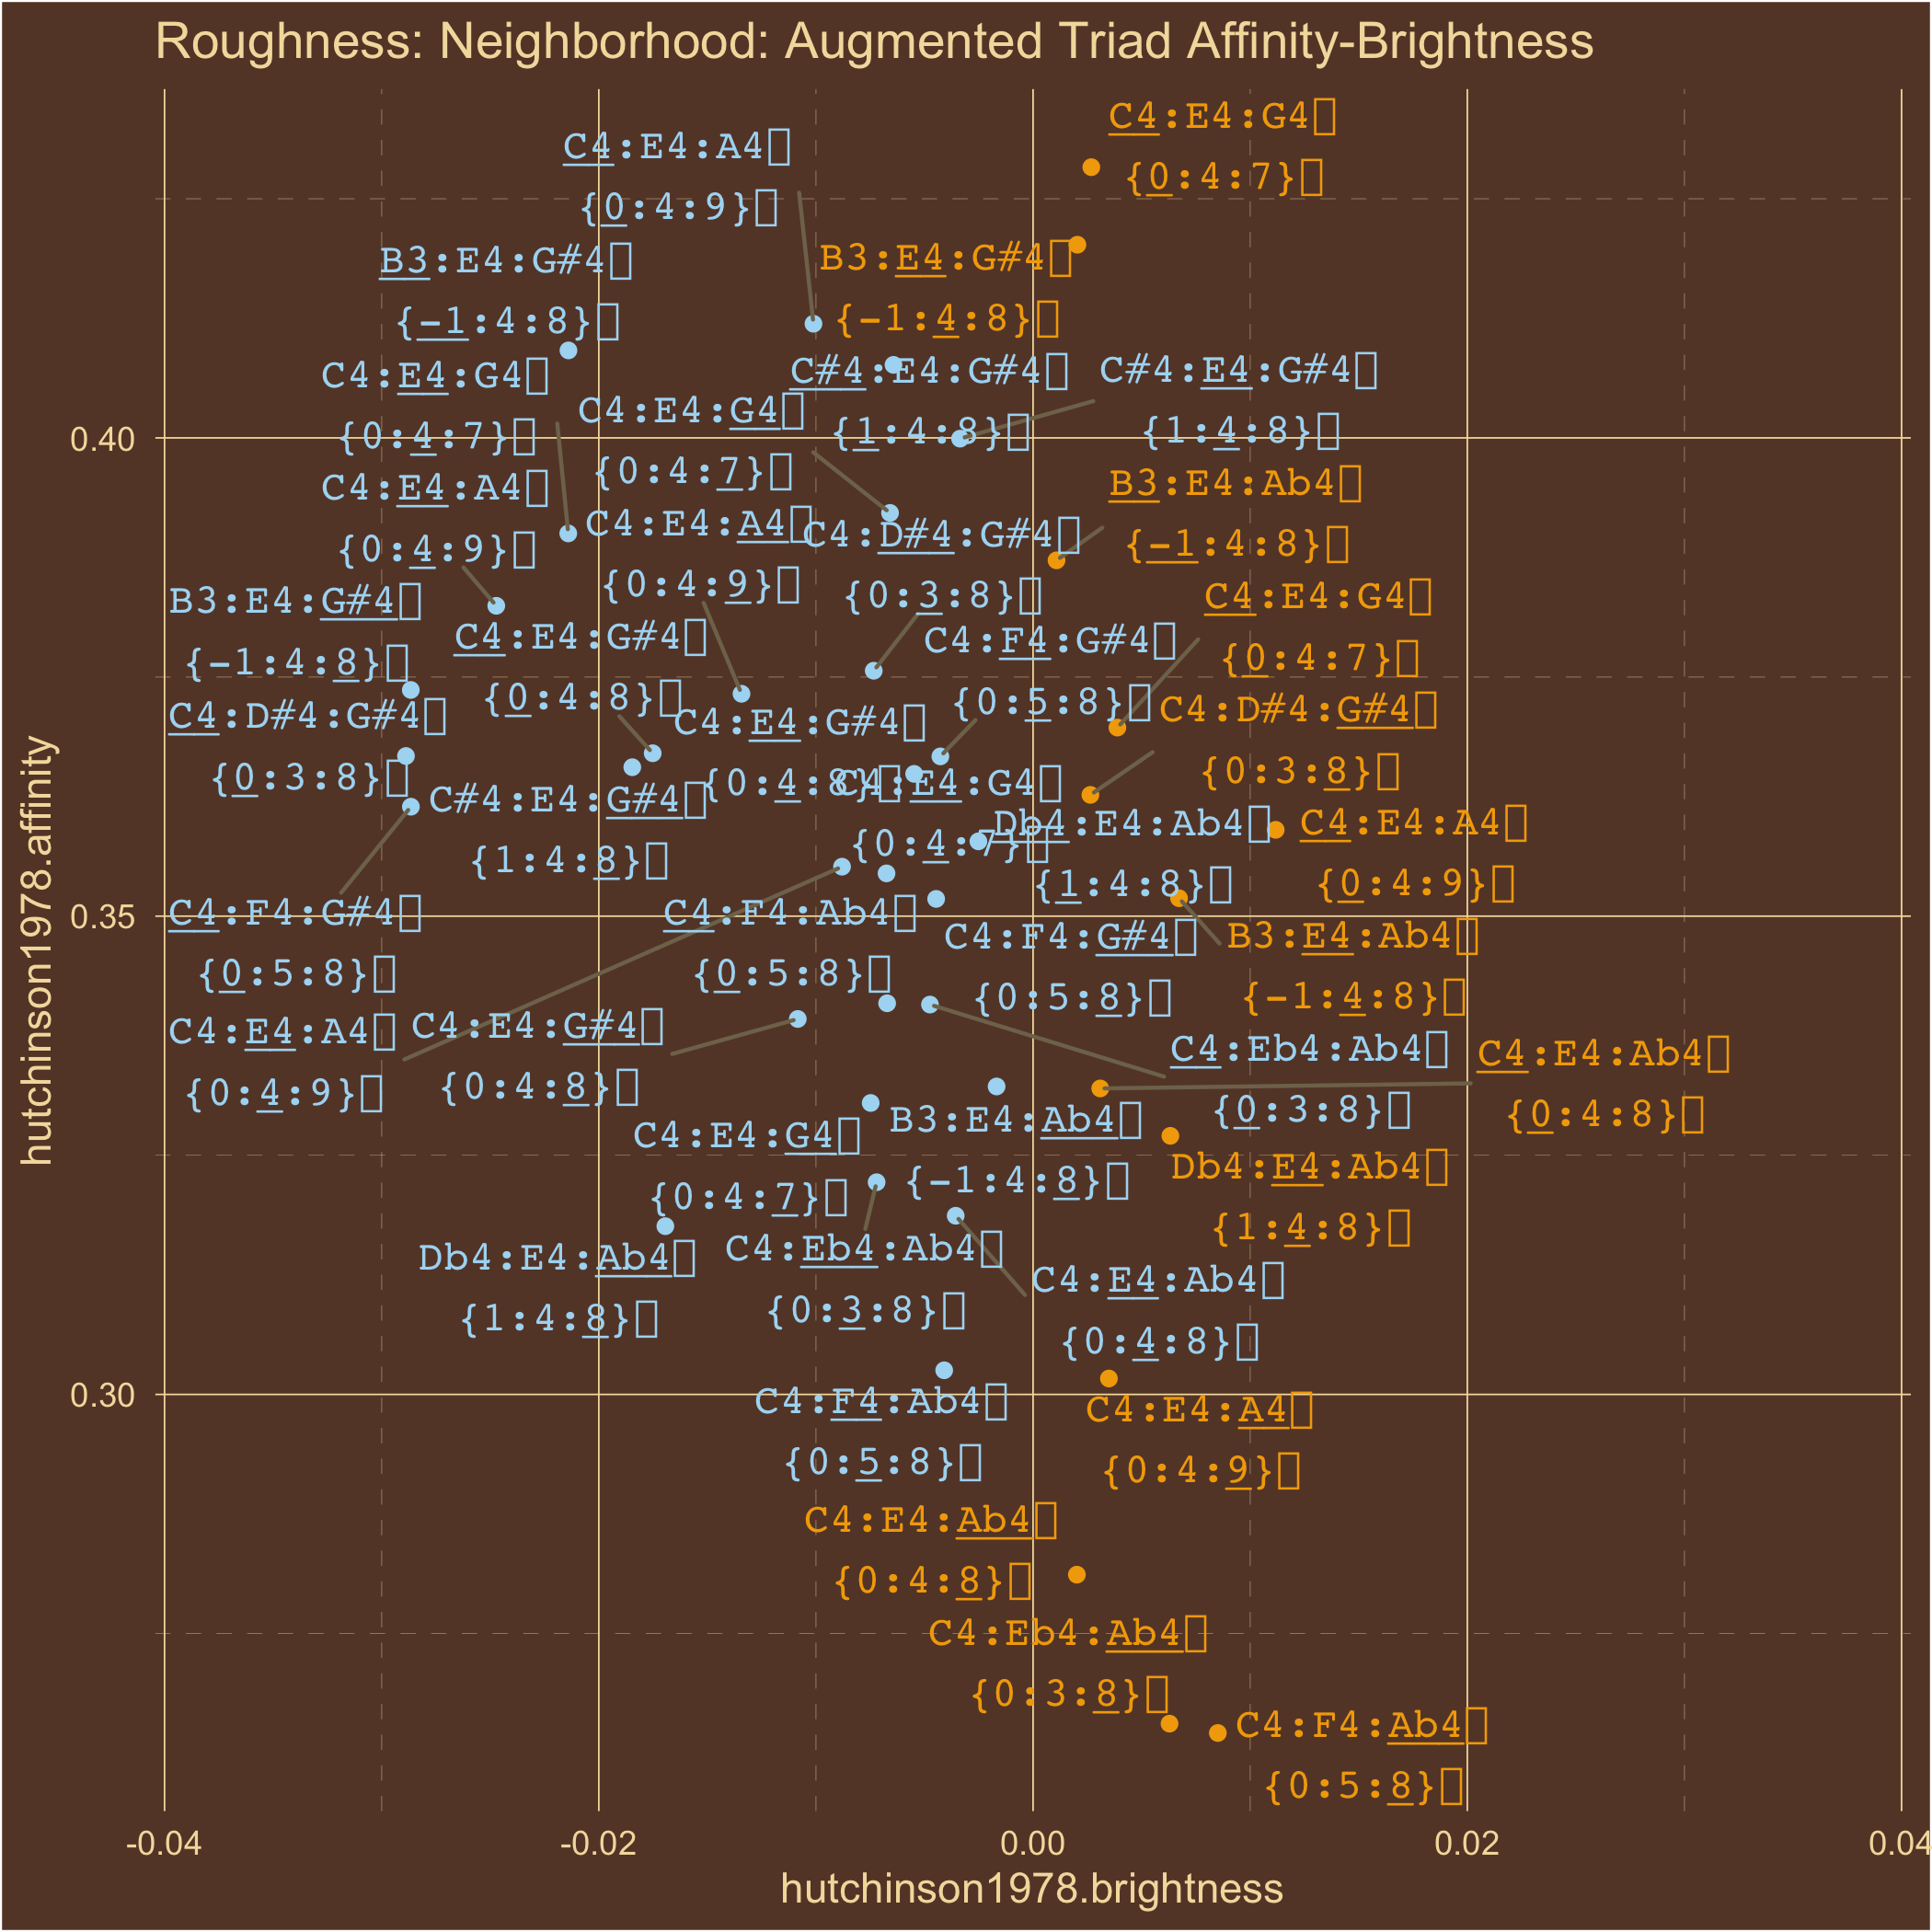 Roughness: Neighborhood: Augmented Triad Affinity-Brightness
C4:E4:G4
{0:4:7}
C4:E4:A4
{0:4:9}
B3:E4:G#4
{-1:4:8}
B3:E4:G#4
{-1:4:8}
C4:E4:G4
{0:4:7}
C#4:E4:G#4
{1:4:8}
C#4:E4:G#4
{1:4:8}
C4:E4:G4
{0:4:7}
C4:E4:A4
{0:4:9}
B3:E4:Ab4
{-1:4:8}
C4:E4:A4
{0:4:9}
C4:D#4:G#4
{0:3:8}
B3:E4:G#4
{-1:4:8}
C4:E4:G4
{0:4:7}
C4:E4:G#4
{0:4:8}
C4:F4:G#4
{0:5:8}
C4:D#4:G#4
{0:3:8}
C4:E4:G#4
{0:4:8}
C4:D#4:G#4
{0:3:8}
C#4:E4:G#4
{1:4:8}
C4:E4:G4
{0:4:7}
Db4:E4:Ab4
{1:4:8}
C4:E4:A4
{0:4:9}
C4:F4:G#4
{0:5:8}
C4:F4:Ab4
{0:5:8}
C4:F4:G#4
{0:5:8}
B3:E4:Ab4
{-1:4:8}
C4:E4:A4
{0:4:9}
C4:E4:G#4
{0:4:8}
C4:Eb4:Ab4
{0:3:8}
C4:E4:Ab4
{0:4:8}
C4:E4:G4
{0:4:7}
B3:E4:Ab4
{-1:4:8}
Db4:E4:Ab4
{1:4:8}
Db4:E4:Ab4
{1:4:8}
C4:Eb4:Ab4
{0:3:8}
C4:E4:Ab4
{0:4:8}
C4:F4:Ab4
{0:5:8}
C4:E4:A4
{0:4:9}
C4:E4:Ab4
{0:4:8}
C4:Eb4:Ab4
{0:3:8}
C4:F4:Ab4
{0:5:8}
0.40
0.35
0.30
hutchinson1978.affinity
-0.04
-0.02
0.00
0.02
0.04
hutchinson1978.brightness